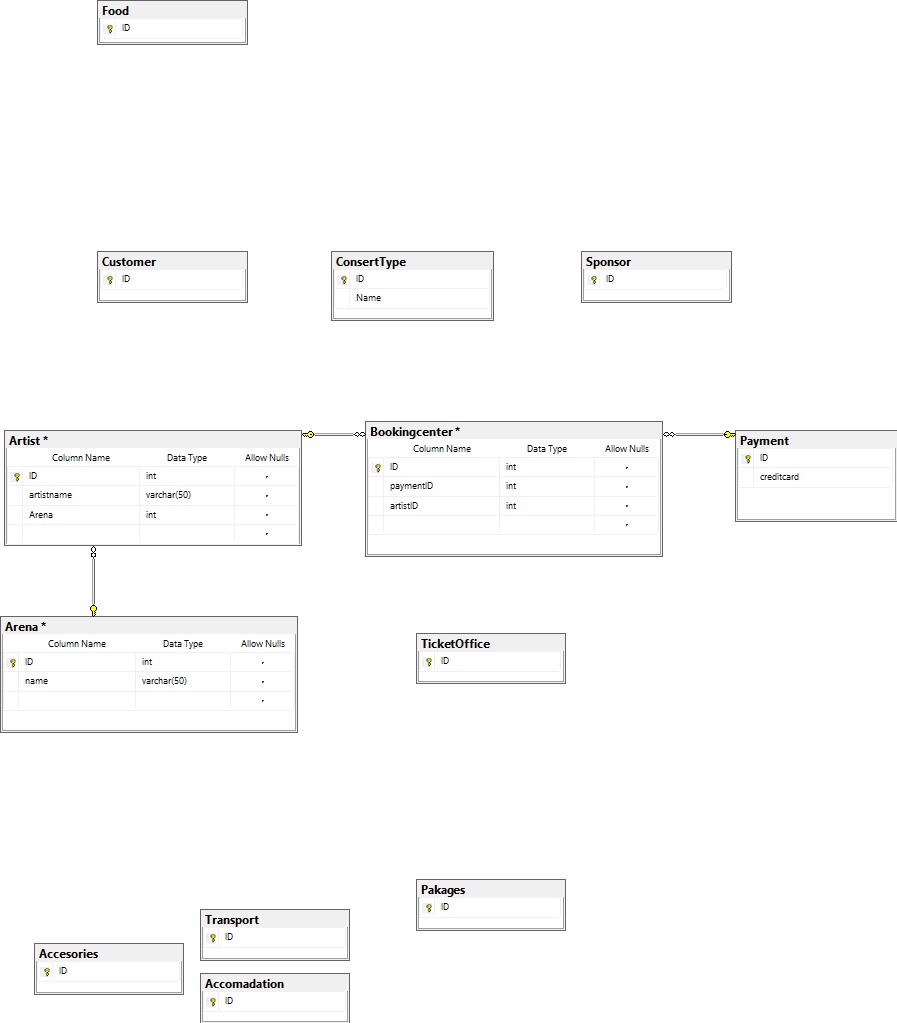 Food
ID
Customer
ID
ConsertType
ID
Name
Sponsor
ID
Artist *
Column Name Data Type Allow Nulls
ID int
artistname varchar(50)
Arena int
Bookingcenter *
Column Name Data Type Allow Nulls
ID int
paymentID int
artistID int
Payment
ID
creditcard
Arena *
Column Name Data Type Allow Nulls
ID int
name varchar(50)
TicketOffice
ID
Pakages
ID
Transport
ID
Accesories
ID
Accomadation
ID